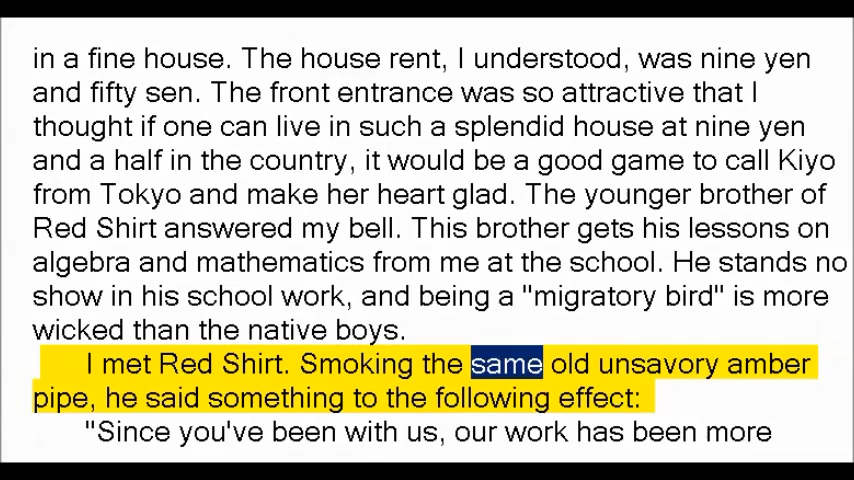 in a fine house. The house rent, I understood, was nine yen
and fifty sen. The front entrance was so attractive that I
thought if one can live in such a splendid house at nine yen
and a half in the country, it would be a good game to call Kiyo
from Tokyo and make her heart glad. The younger brother of
Red Shirt answered my bell. This brother gets his lessons on
algebra and mathematics from me at the school. He stands no
show in his school work, and being a "migratory bird" is more
wicked than the native boys.
I met Red Shirt. Smoking the same old unsavory amber
pipe, he said something to the following effect:
"Since you've been with us, our work has been more